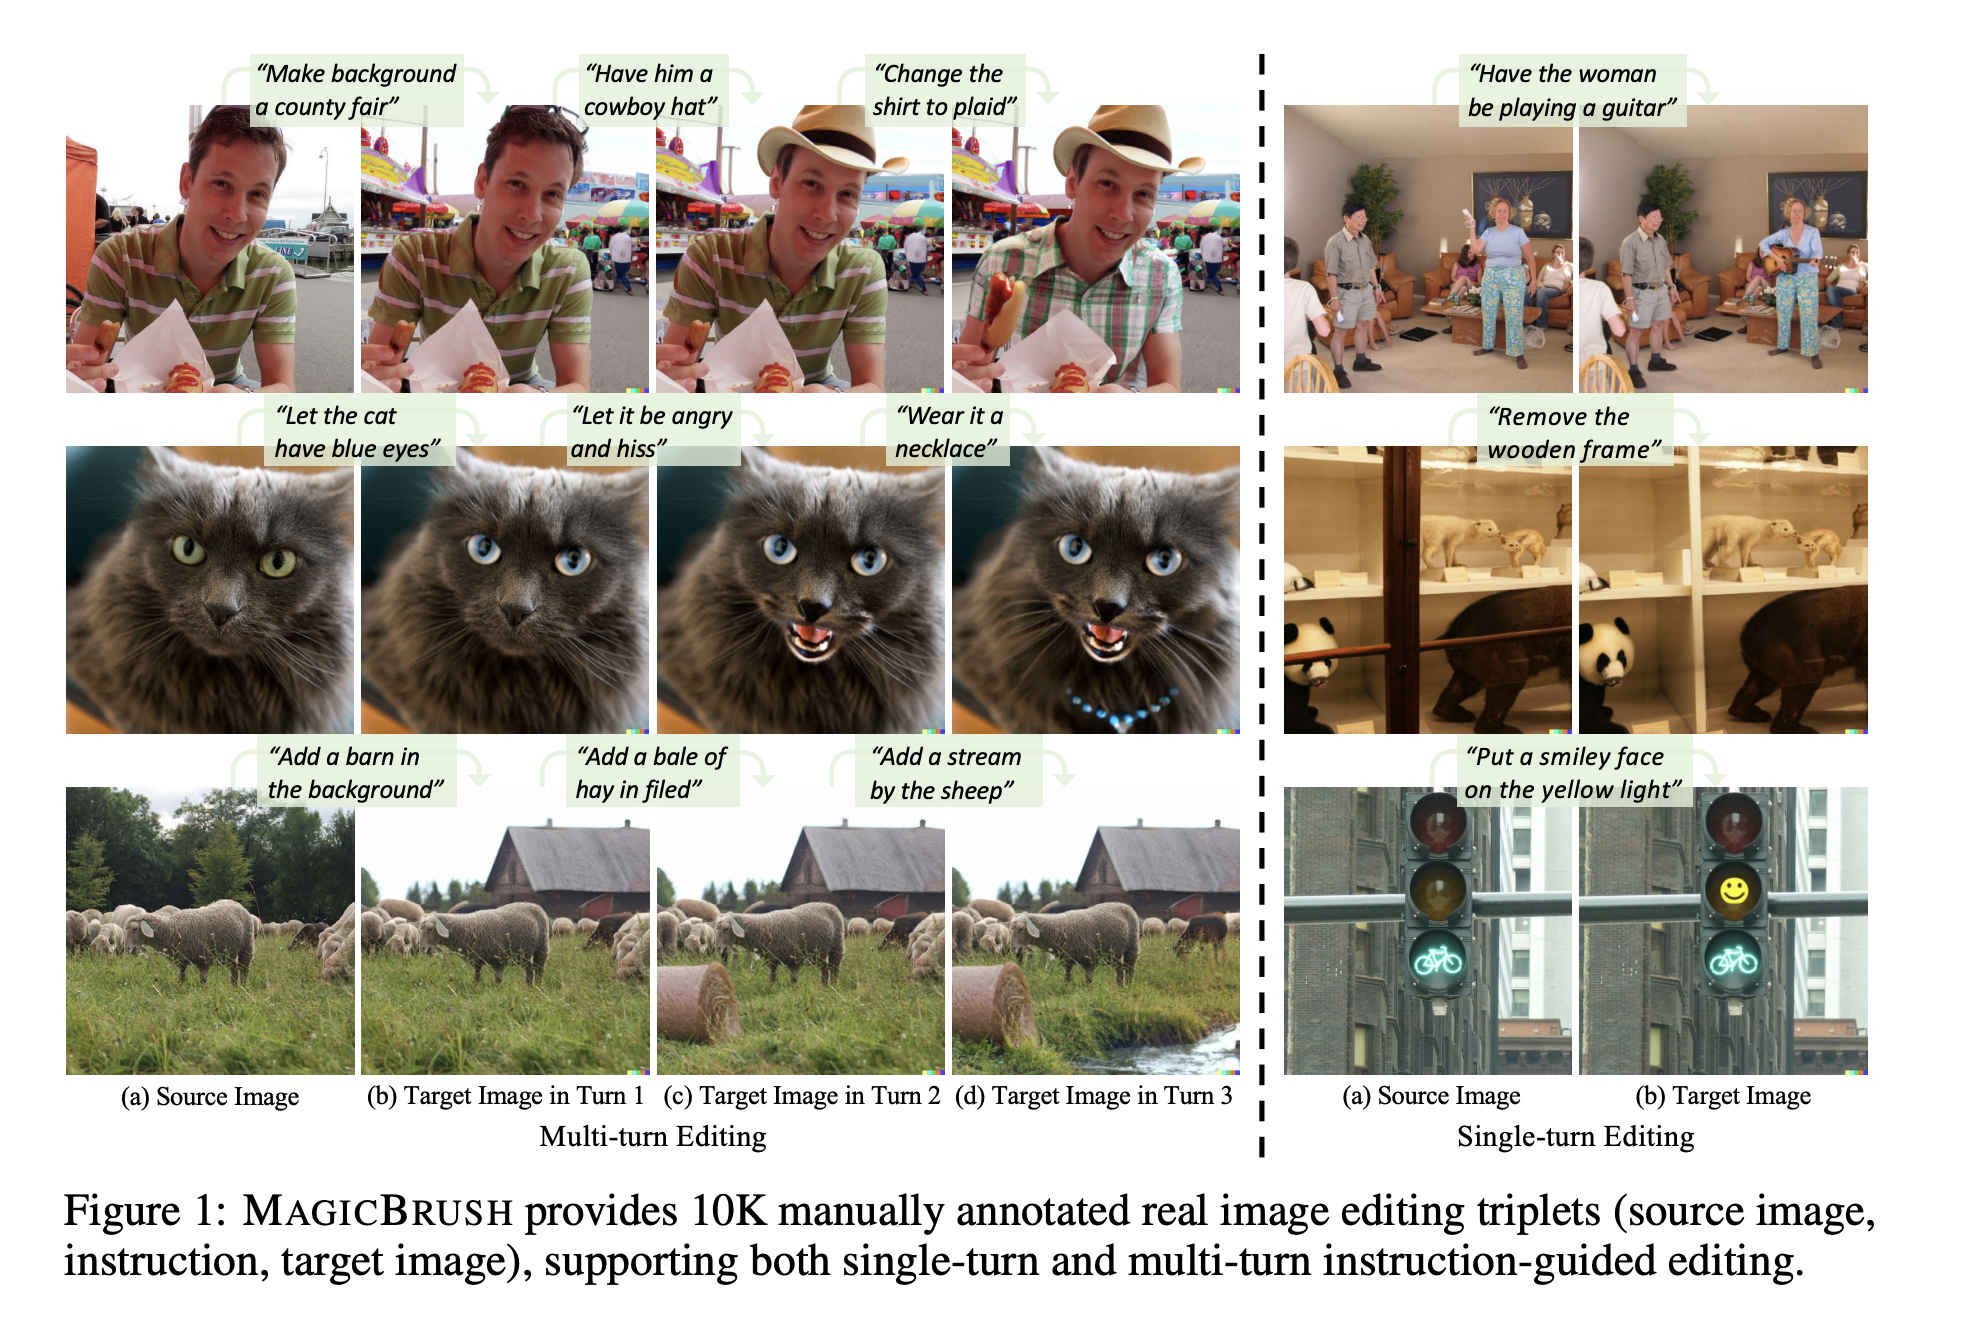 “Make background
a county fair”
“Have him a
cowboy hat”
“Change the
shirt to plaid”
“Have the woman
be playing a guitar”
“Let the cat
have blue eyes”
“Let it be angry
and hiss”
“Wear it a
necklace”
“Remove the
wooden frame”
“Add a barn in
the background”
“Add a bale of
hay in filed”
“Add a stream
by the sheep”
“Put a smiley face
on the yellow light”
(a) Source Image
(b) Target Image in Turn 1
(c) Target Image in Turn 2
(d) Target Image in Turn 3
(a) Source Image
(b) Target Image
Multi-turn Editing
Single-turn Editing
Figure 1: MAGICBRUSH provides 10K manually annotated real image editing triplets (source image,
instruction, target image), supporting both single-turn and multi-turn instruction-guided editing.